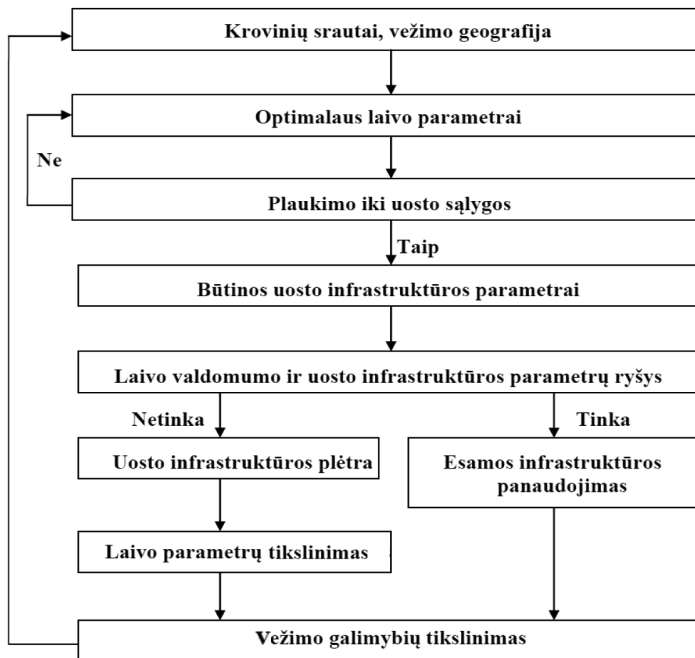 Krovinių srautai, vežimo geografija
Optimalaus laivo parametrai
Ne
Plaukimo iki uosto sąlygos
Taip
Būtinos uosto infrastruktūros parametrai
Laivo valdomumo ir uosto infrastruktūros parametrų ryšys
Netinka
Tinka
Uosto infrastruktūros plėtra
Esamos infrastruktūros
panaudojimas
Laivo parametrų tikslinimas
Vežimo galimybių tikslinimas